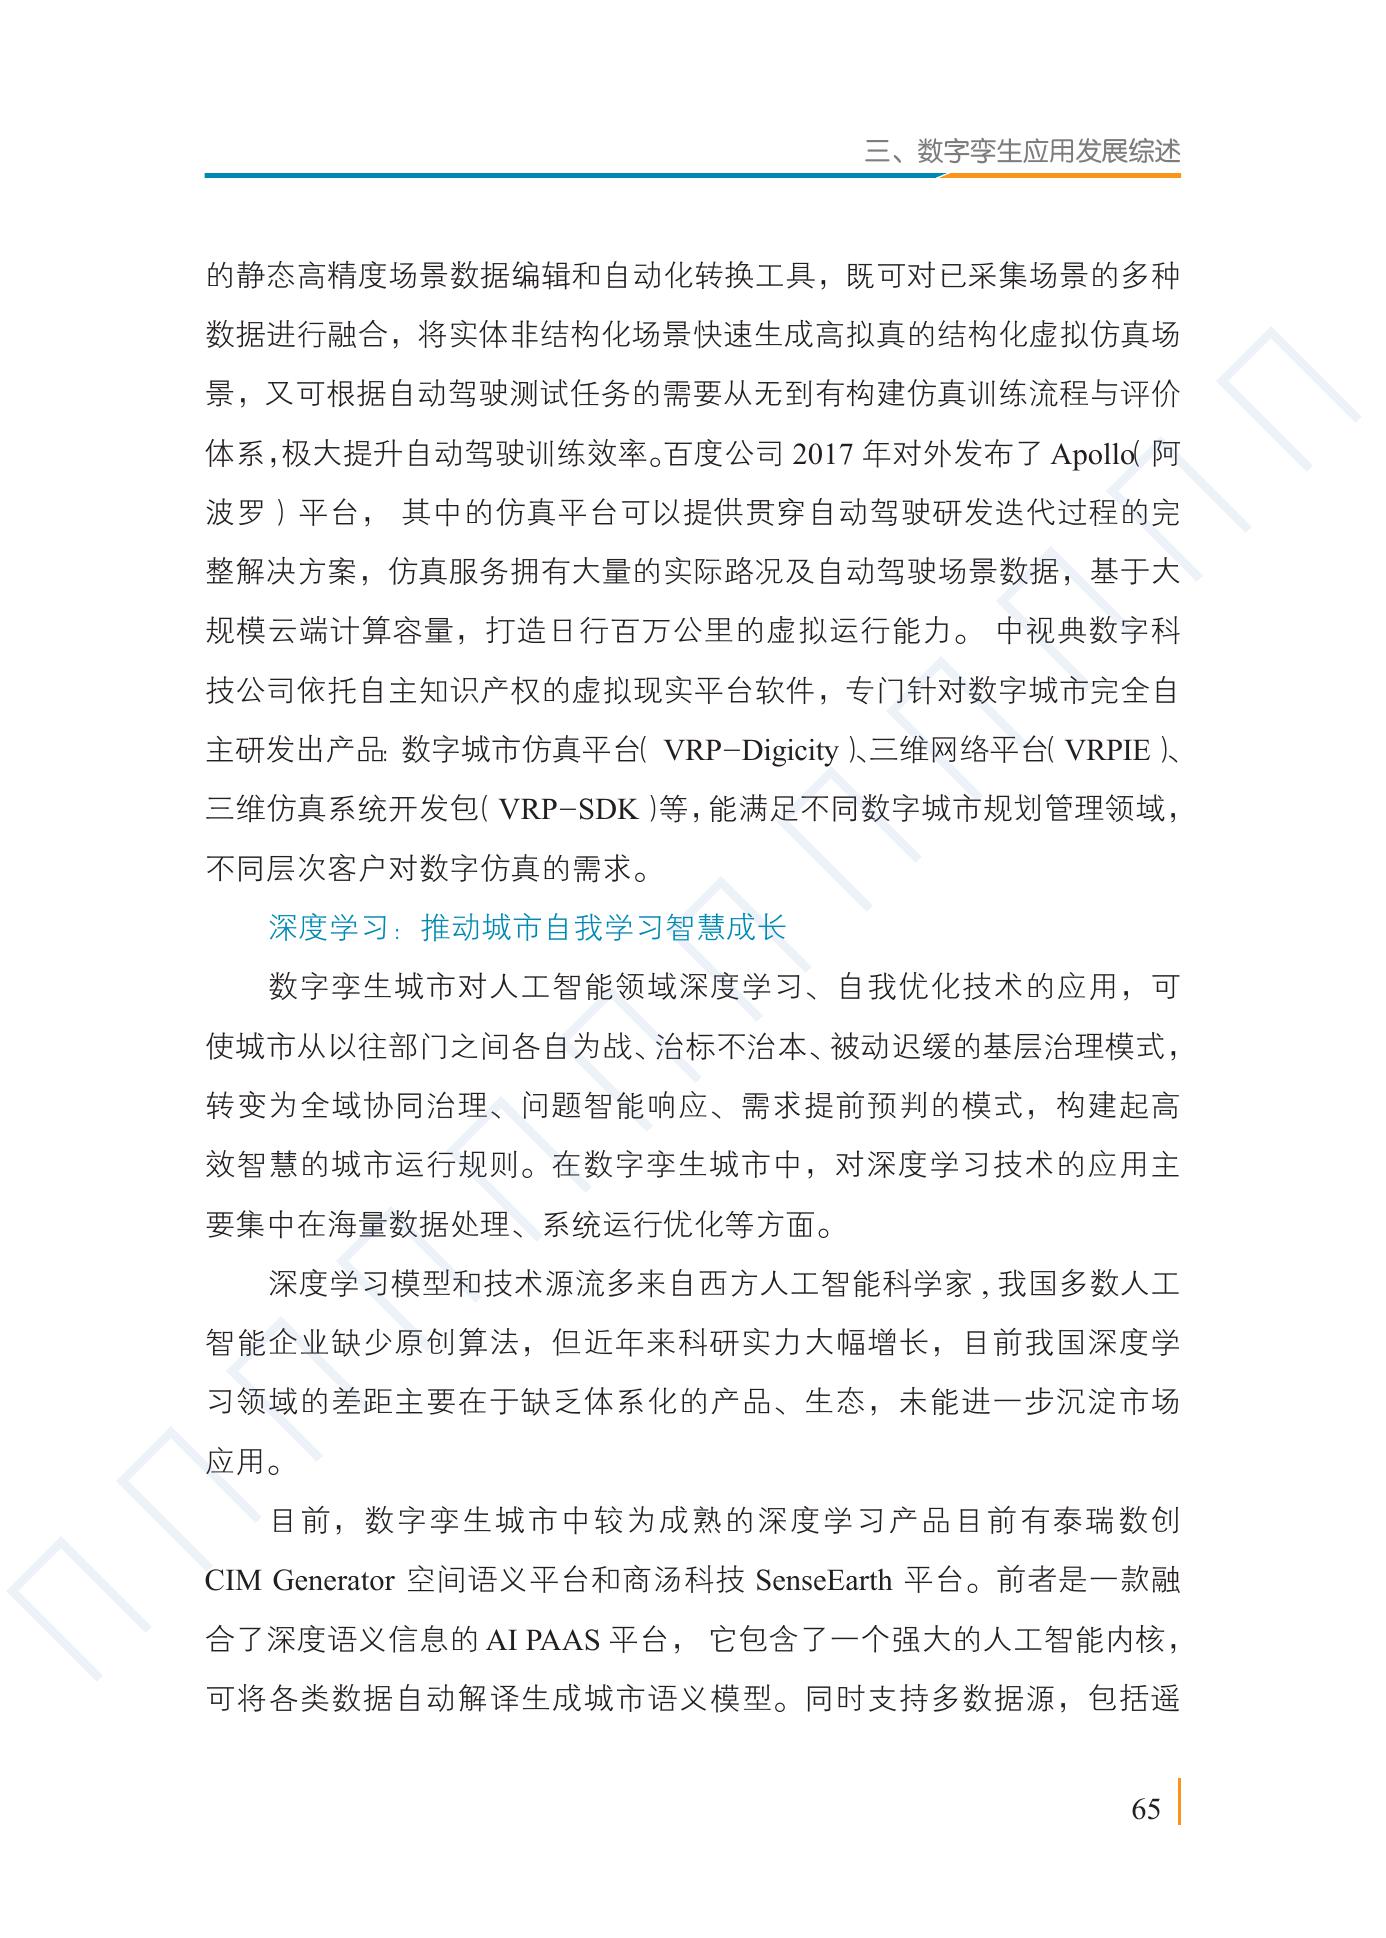 三、数字孪生应用发展综述
的静态高精度场景数据编辑和自动化转换工具，既可对已采集场景的多种
数据进行融合，将实体非结构化场景快速生成高拟真的结构化虚拟仿真场
景，又可根据自动驾驶测试任务的需要从无到有构建仿真训练流程与评价
体系，极大提升自动驾驶训练效率。百度公司 2017 年对外发布了 Apollo（阿
波罗）平台， 其中的仿真平台可以提供贯穿自动驾驶研发迭代过程的完
整解决方案，仿真服务拥有大量的实际路况及自动驾驶场景数据，基于大
规模云端计算容量，打造日行百万公里的虚拟运行能力。 中视典数字科
技公司依托自主知识产权的虚拟现实平台软件，专门针对数字城市完全自
主研发出产品：数字城市仿真平台（ VRP-Digicity ）、三维网络平台（ VRPIE ）、
三维仿真系统开发包（ VRP-SDK ）等，能满足不同数字城市规划管理领域，
不同层次客户对数字仿真的需求。
深度学习：推动城市自我学习智慧成长
数字孪生城市对人工智能领域深度学习、自我优化技术的应用，可
使城市从以往部门之间各自为战、治标不治本、被动迟缓的基层治理模式，
转变为全域协同治理、问题智能响应、需求提前预判的模式，构建起高
效智慧的城市运行规则。在数字孪生城市中，对深度学习技术的应用主
要集中在海量数据处理、系统运行优化等方面。
深度学习模型和技术源流多来自西方人工智能科学家 , 我国多数人工
智能企业缺少原创算法，但近年来科研实力大幅增长，目前我国深度学
习领域的差距主要在于缺乏体系化的产品、生态，未能进一步沉淀市场
应用。
目前，数字孪生城市中较为成熟的深度学习产品目前有泰瑞数创
CIM Generator 空间语义平台和商汤科技 SenseEarth 平台。前者是一款融
合了深度语义信息的 AI PAAS 平台， 它包含了一个强大的人工智能内核，
可将各类数据自动解译生成城市语义模型。同时支持多数据源，包括遥
65